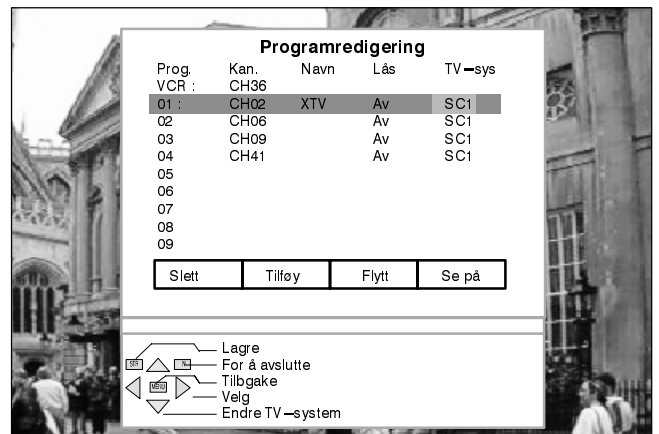 Programredigering
Prog. Kan. Navn Lås TV-sys
VCR : CH36
01 : CH02 XTV Av SC1
02 CH06 Av SC1
03 CH09 Av SC1
04 CH41 Av SC1
05
06
07
08
09
Slett Tilføy Flytt Se på
Lagre
STR N For å avslutte
MENU Tilbgake
Velg
Endre TV-system